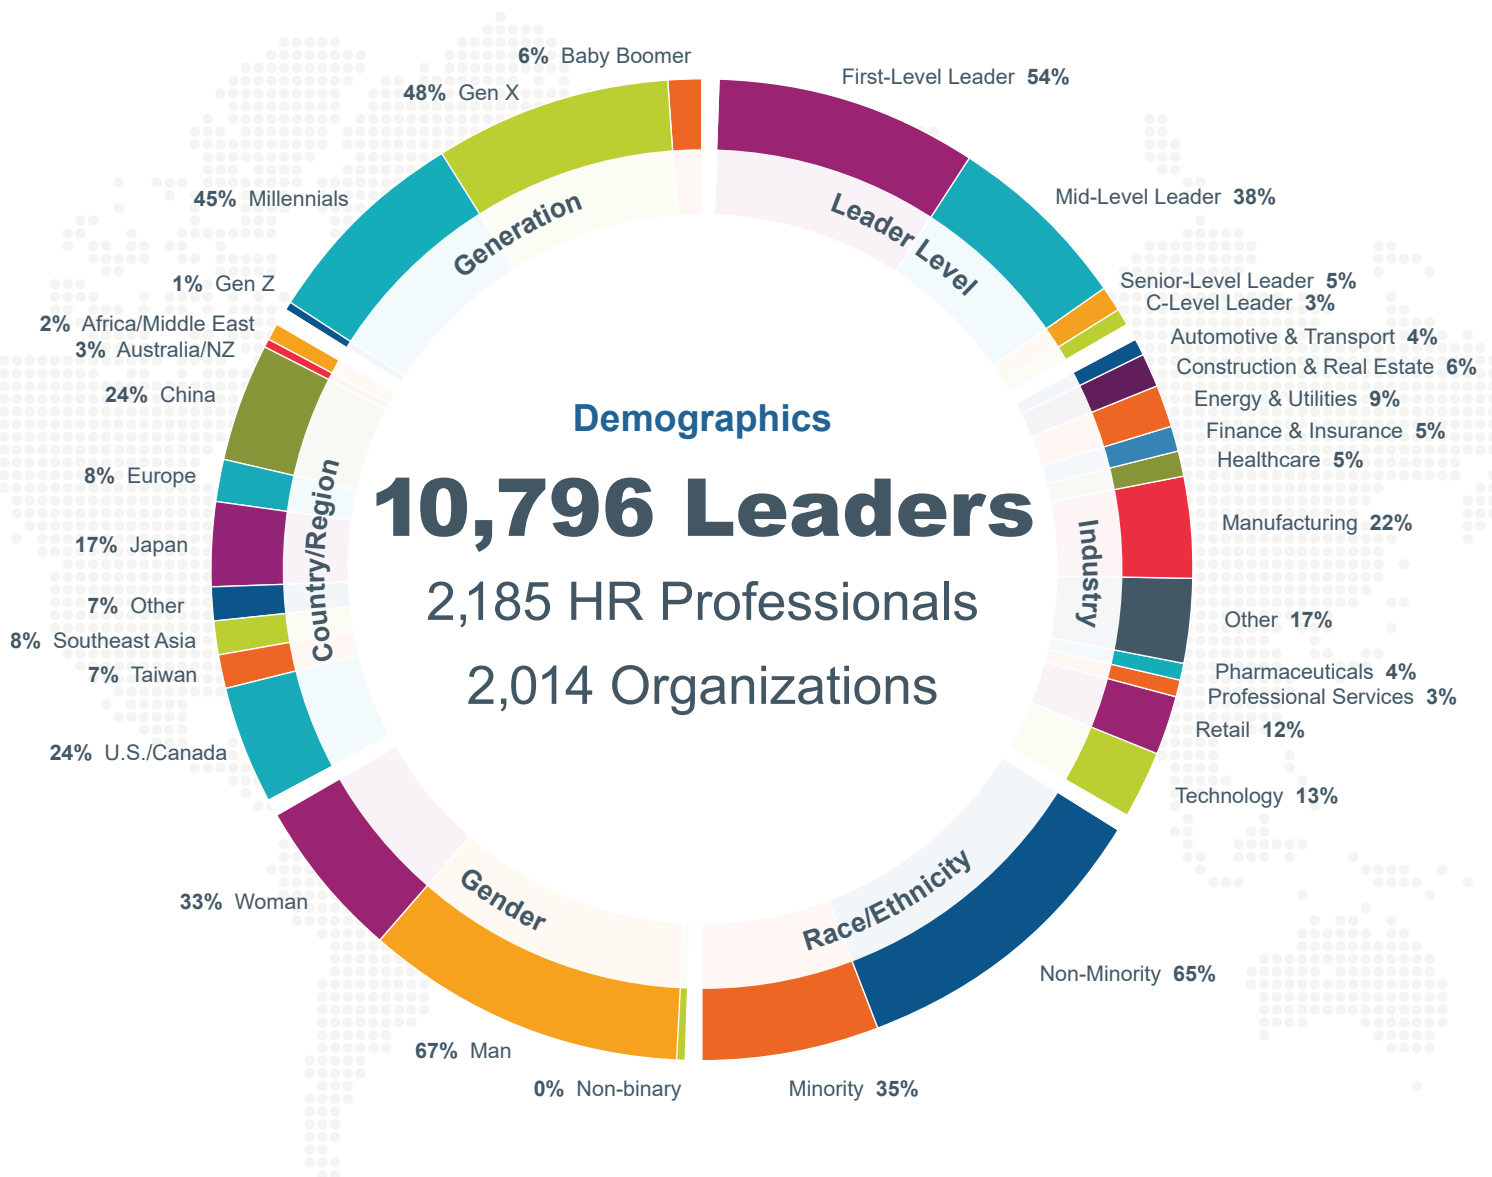 Demographics
10,796 Leaders
2,185 HR Professionals
2,014 Organizations
Leader Level
First-Level Leader 54%
Mid-Level Leader 38%
Senior-Level Leader 5%
C-Level Leader 3%
Industry
Automotive & Transport 4%
Construction & Real Estate 6%
Energy & Utilities 9%
Finance & Insurance 5%
Healthcare 5%
Manufacturing 22%
Other 17%
Pharmaceuticals 4%
Professional Services 3%
Retail 12%
Technology 13%
Race/Ethnicity
Non-Minority 65%
Minority 35%
Gender
0% Non-binary
67% Man
33% Woman
Country/Region
24% U.S./Canada
7% Taiwan
8% Southeast Asia
7% Other
17% Japan
8% Europe
24% China
3% Australia/NZ
2% Africa/Middle East
Generation
1% Gen Z
45% Millennials
48% Gen X
6% Baby Boomer